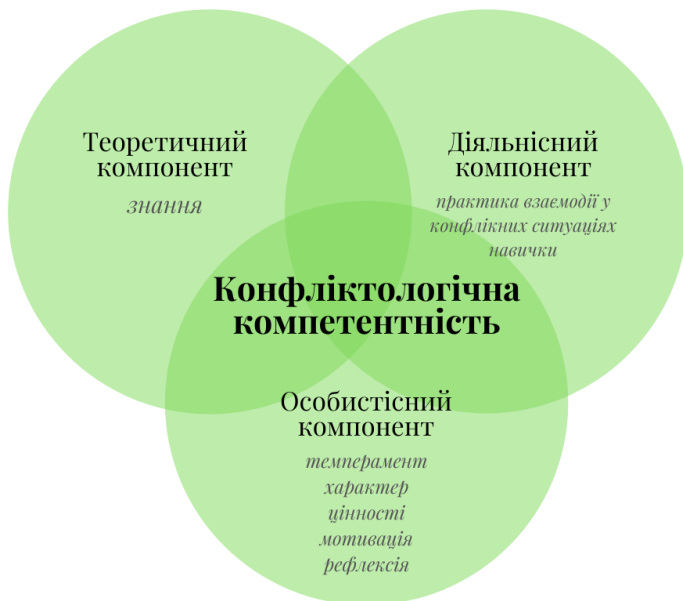 Теоретичний
компонент
знання
Діяльнісний
компонент
практика взаємодії у
конфлікних ситуаціях
навички
Конфліктологічна
компетентність
Особистісний
компонент
темперамент
характер
цінності
мотивація
рефлексія